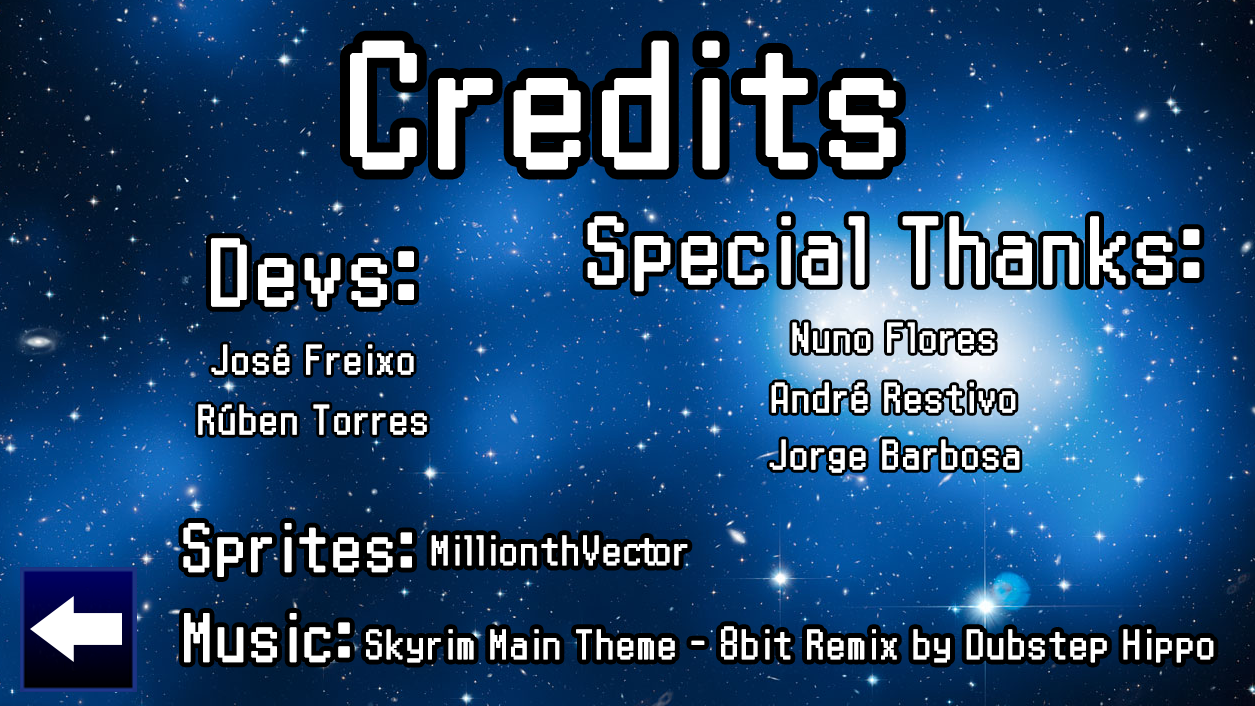 Credits
Devs:
José Freixo
Rúben Torres
Special Thanks:
Nuno Flores
André Restivo
Jorge Barbosa
Sprites: MillionthVector
Music: Skyrim Main Theme - 8bit Remix by Dubstep Hippo